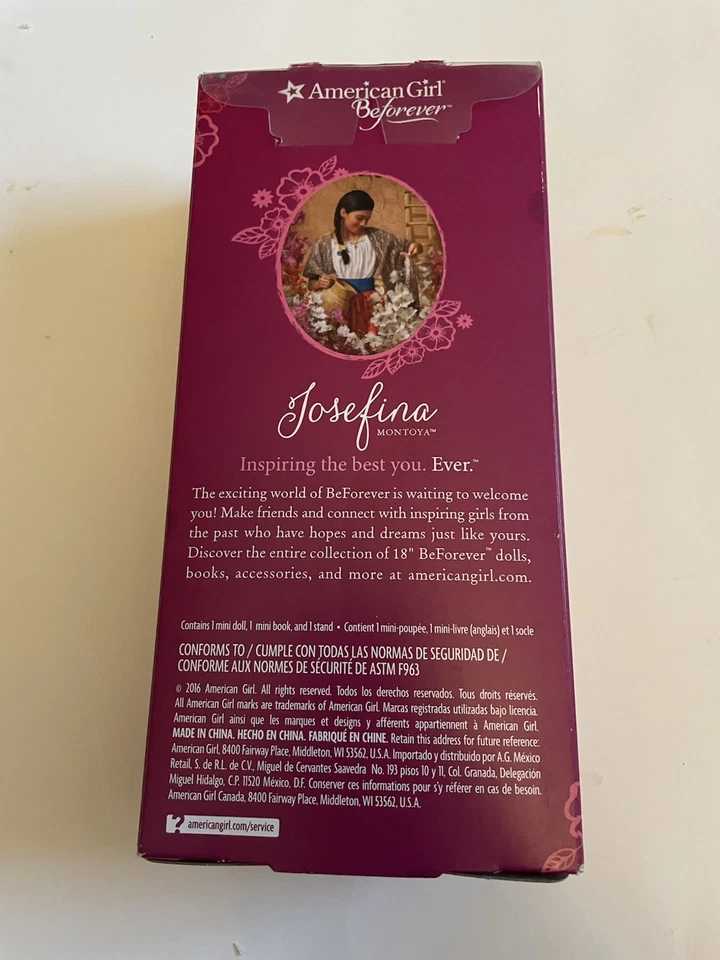 American Girl®
BeForever™
Josefina
MONTOYA™
Inspiring the best you. Ever.™
The exciting world of BeForever is waiting to welcome
you! Make friends and connect with inspiring girls from
the past who have hopes and dreams just like yours.
Discover the entire collection of 18" BeForever™ dolls,
books, accessories, and more at americangirl.com.
Contains 1 mini doll, 1 mini book, and 1 stand • Contient 1 mini-poupée, 1 mini-livre (anglais) et 1 socle
CONFORMS TO / CUMPLE CON TODAS LAS NORMAS DE SEGURIDAD DE /
CONFORME AUX NORMES DE SÉCURITÉ DE ASTM F963
© 2016 American Girl. All rights reserved. Todos los derechos reservados. Tous droits réservés.
All American Girl marks are trademarks of American Girl. Marcas registradas utilizadas bajo licencia.
American Girl ainsi que les marques et designs y afférents appartiennent à American Girl.
MADE IN CHINA. HECHO EN CHINA. FABRIQUÉ EN CHINE. Retain this address for future reference:
American Girl, 8400 Fairway Place, Middleton, WI 53562, U.S.A. Importado y distribuido por A.G. México
Retail, S. de R.L. de C.V., Miguel de Cervantes Saavedra No. 193 pisos 10 y 11, Col. Granada, Delegación
Miguel Hidalgo, C.P. 11520 México, D.F. Conserver ces informations pour s'y référer en cas de besoin.
American Girl Canada, 8400 Fairway Place, Middleton, WI 53562, U.S.A.
? americangirl.com/service